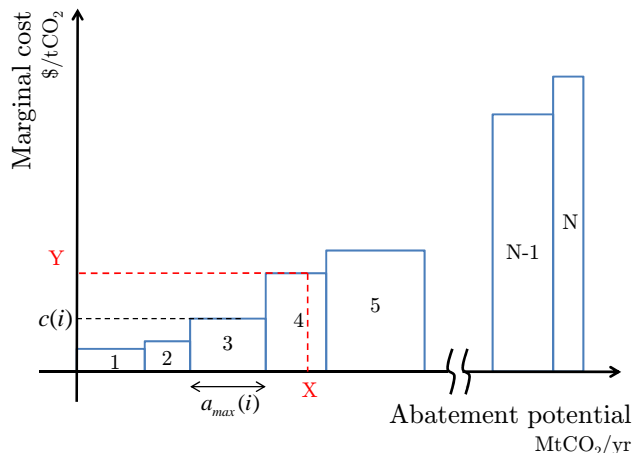 Marginal cost
$/tCO₂
N
N-1
Y
5
c(i)
4
3
2
1
X
a_max(i)
Abatement potential
MtCO₂/yr